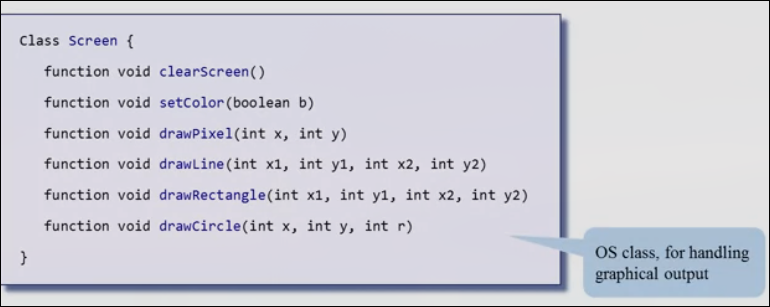 Class Screen {
function void clearScreen()
function void setColor(boolean b)
function void drawPixel(int x, int y)
function void drawLine(int x1, int y1, int x2, int y2)
function void drawRectangle(int x1, int y1, int x2, int y2)
function void drawCircle(int x, int y, int r)
}
OS class, for handling
graphical output